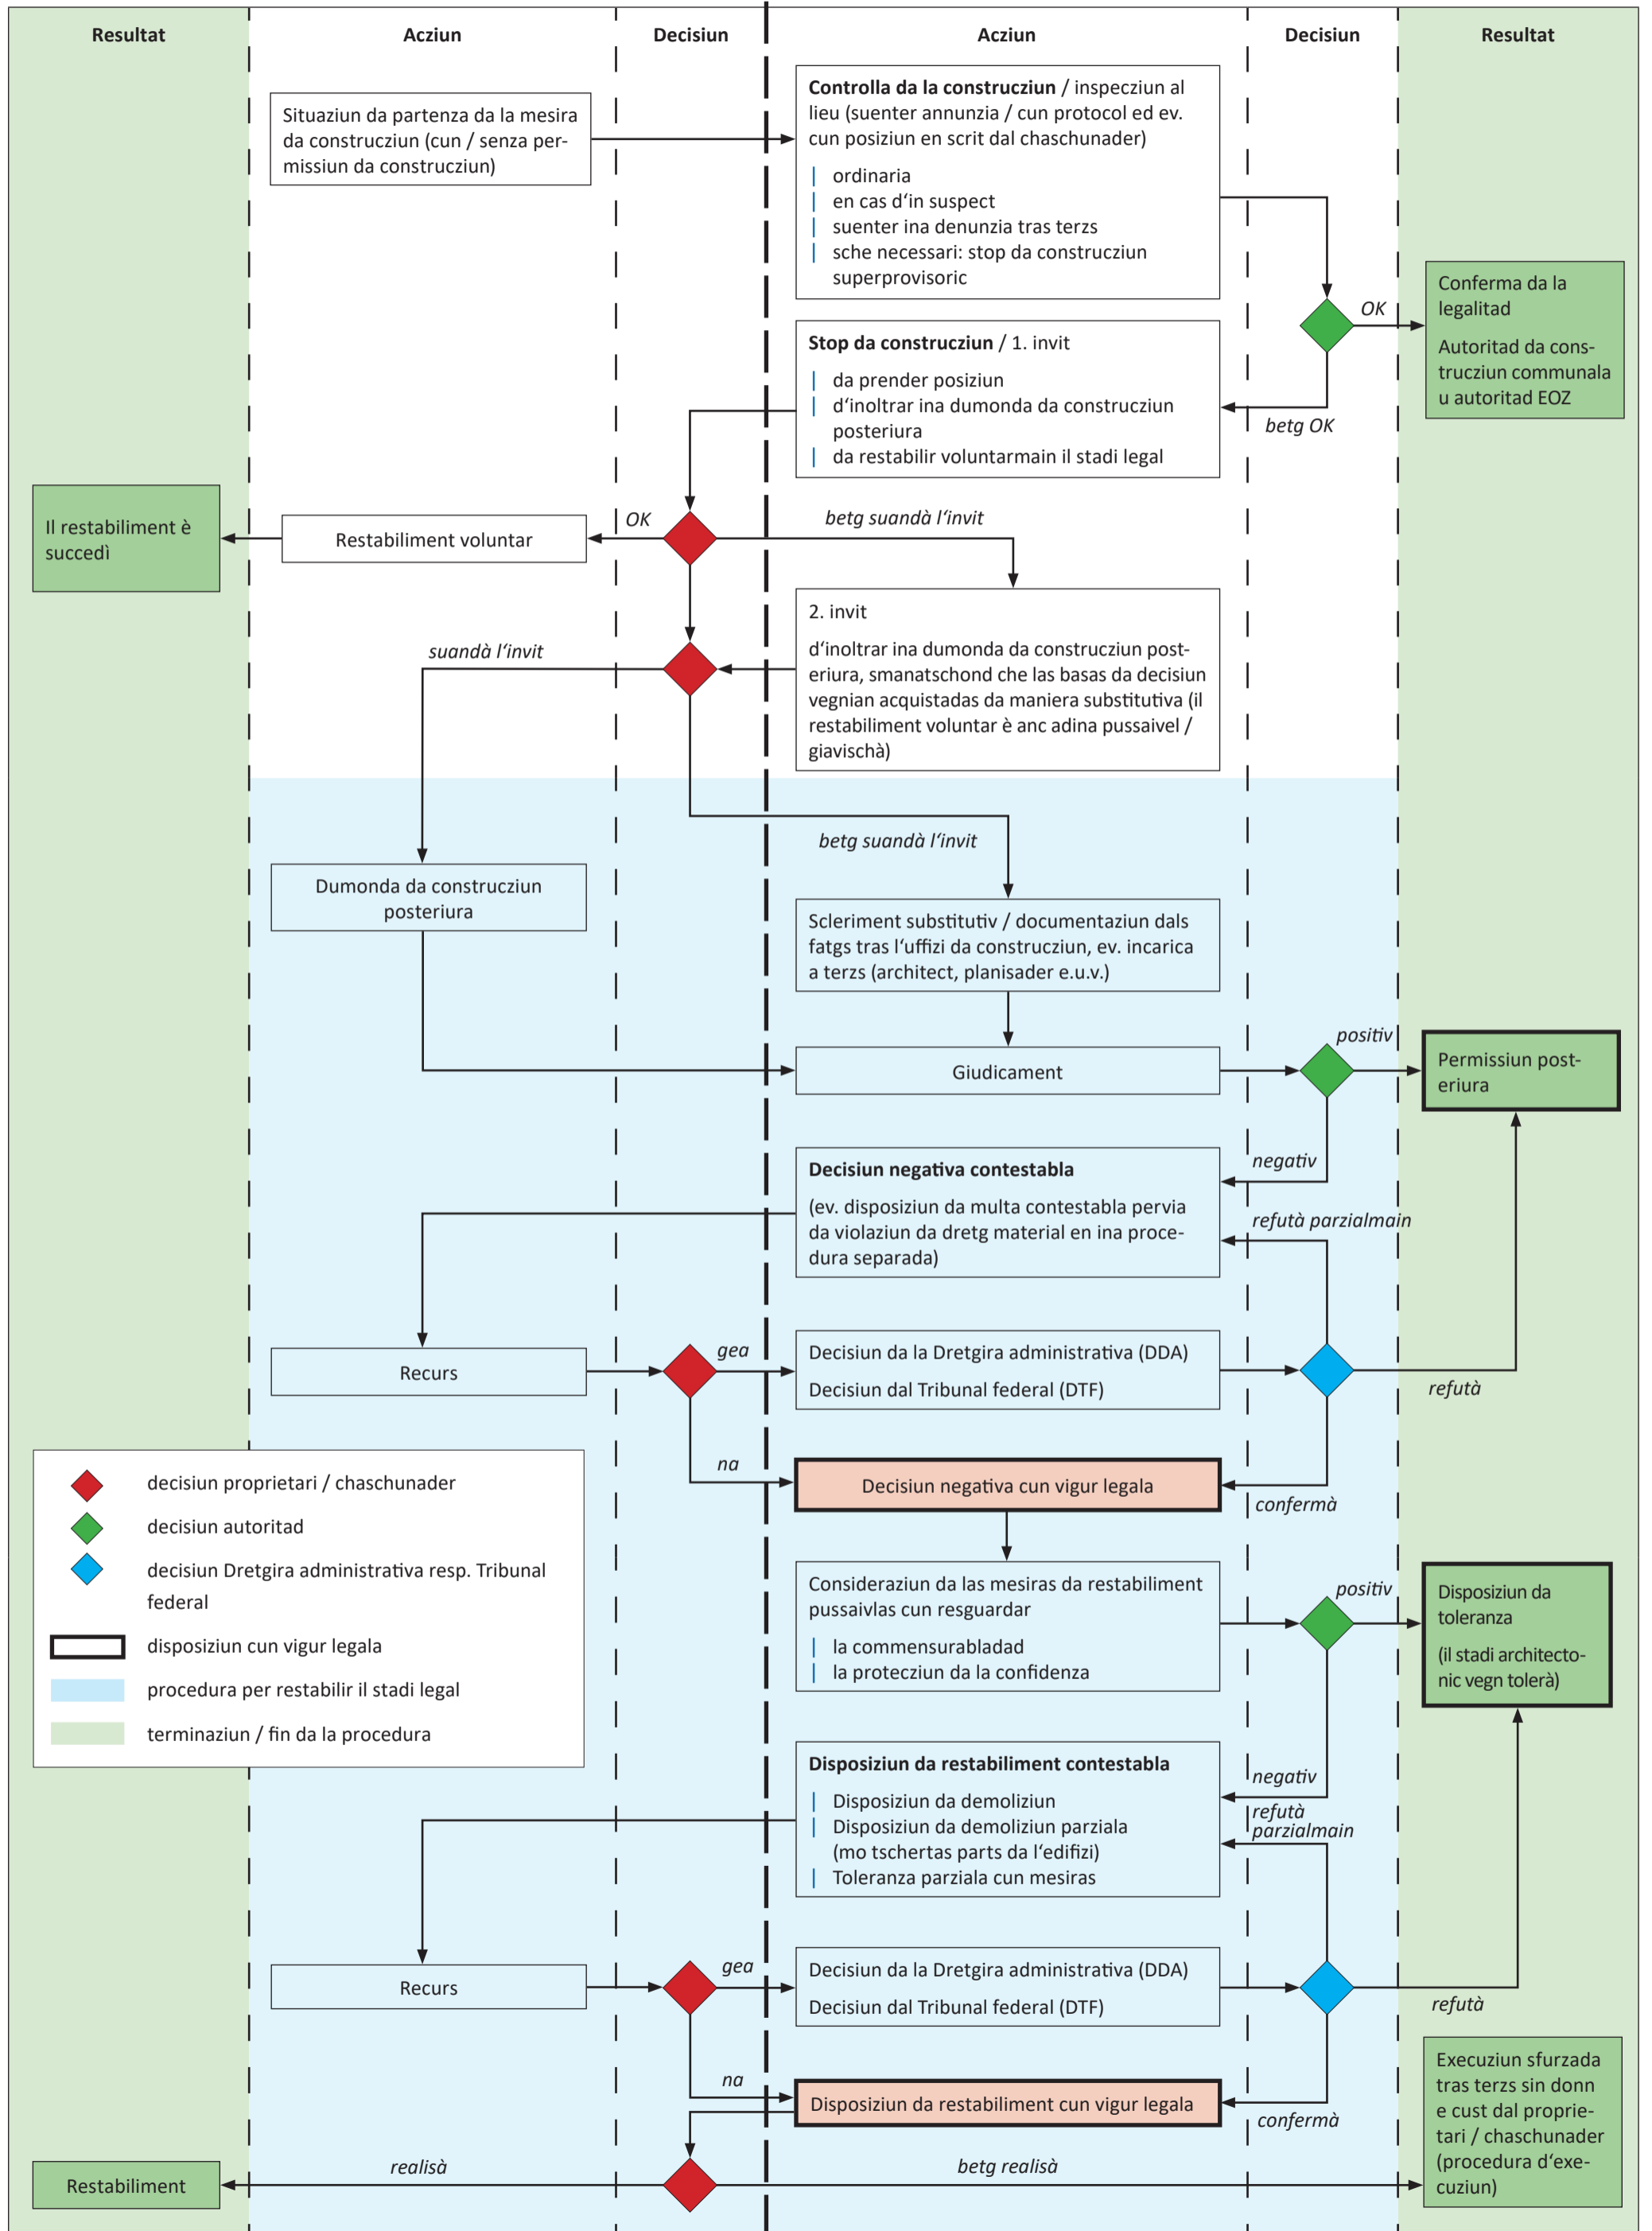 Resultat
Acziun
Decisiun
Acziun
Decisiun
Resultat
Situaziun da partenza da la mesira
da construcziun (cun / senza per-
missiun da construcziun)
Controlla da la construcziun / inspecziun al
lieu (suenter annunzia / cun protocol ed ev.
cun posiziun en scrit dal chaschunader)
| ordinaria
| en cas d‘in suspect
| suenter ina denunzia tras terzs
| sche necessari: stop da construcziun
superprovisoric
OK
Conferma da la
legalitad
Autoritad da cons-
trucziun communala
u autoritad EOZ
betg OK
Stop da construcziun / 1. invit
| da prender posiziun
| d‘inoltrar ina dumonda da construcziun
posteriura
| da restabilir voluntarmain il stadi legal
Il restabiliment è
succedì
Restabiliment voluntar
OK
betg suandà l‘invit
2. invit
d‘inoltrar ina dumonda da construcziun post-
eriura, smanatschond che las basas da decisiun
vegnian acquistadas da maniera substitutiva (il
restabiliment voluntar è anc adina pussaivel /
giavischà)
suandà l‘invit
betg suandà l‘invit
Dumonda da construcziun
posteriura
Scleriment substitutiv / documentaziun dals
fatgs tras l‘uffizi da construcziun, ev. incarica
a terzs (architect, planisader e.u.v.)
Giudicament
positiv
Permissiun post-
eriura
negativ
Decisiun negativa contestabla
(ev. disposiziun da multa contestabla pervia
da violaziun da dretg material en ina proce-
dura separada)
refutà parzialmain
Recurs
gea
Decisiun da la Dretgira administrativa (DDA)
Decisiun dal Tribunal federal (DTF)
refutà
na
Decisiun negativa cun vigur legala
confermà
decisiun proprietari / chaschunader
decisiun autoritad
decisiun Dretgira administrativa resp. Tribunal
federal
disposiziun cun vigur legala
procedura per restabilir il stadi legal
terminaziun / fin da la procedura
Consideraziun da las mesiras da restabiliment
pussaivlas cun resguardar
| la commensurabladad
| la protecziun da la confidenza
positiv
Disposiziun da
toleranza
(il stadi architecto-
nic vegn tolerà)
negativ
Disposiziun da restabiliment contestabla
| Disposiziun da demoliziun
| Disposiziun da demoliziun parziala
(mo tschertas parts da l‘edifizi)
| Toleranza parziala cun mesiras
refutà
parzialmain
Recurs
gea
Decisiun da la Dretgira administrativa (DDA)
Decisiun dal Tribunal federal (DTF)
refutà
na
Disposiziun da restabiliment cun vigur legala
confermà
Execuziun sfurzada
tras terzs sin donn
e cust dal proprie-
tari / chaschunader
(procedura d‘exe-
cuziun)
Restabiliment
realisà
betg realisà